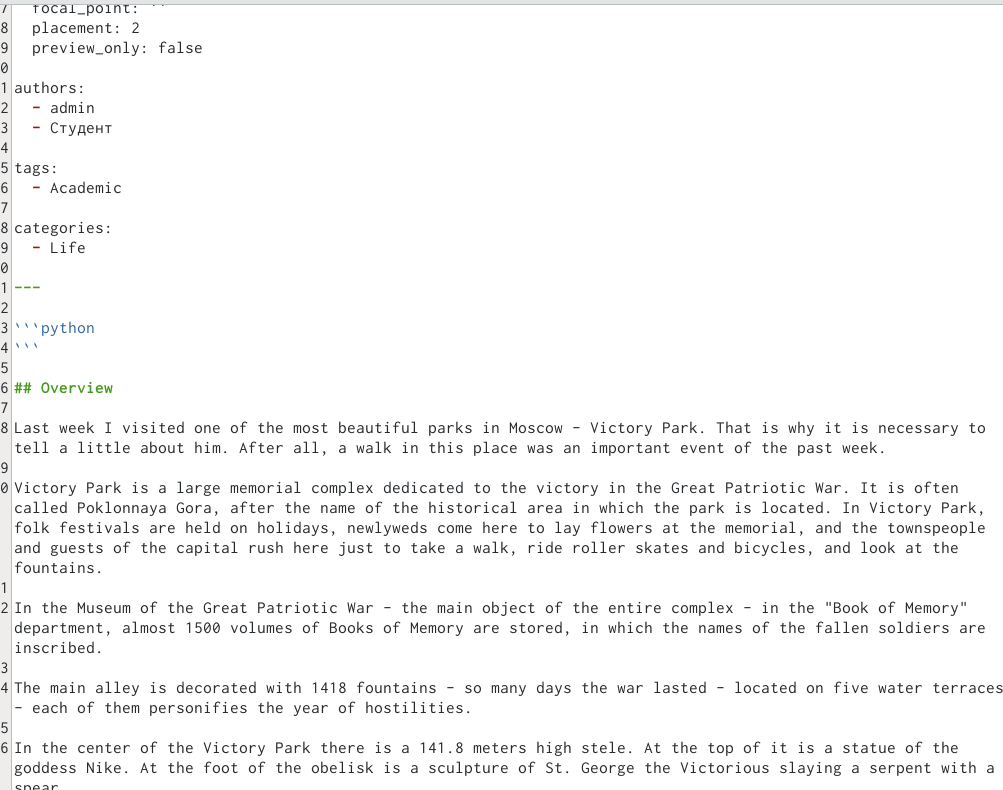 7 focal_point: ''
8 placement: 2
9 preview_only: false
0
1 authors:
2 - admin
3 - Студент
4
5 tags:
6 - Academic
7
8 categories:
9 - Life
0
1 ---
2
3 ```python
4 ```
5
6 ## Overview
7
8 Last week I visited one of the most beautiful parks in Moscow - Victory Park. That is why it is necessary to
tell a little about him. After all, a walk in this place was an important event of the past week.
9
0 Victory Park is a large memorial complex dedicated to the victory in the Great Patriotic War. It is often
called Poklonnaya Gora, after the name of the historical area in which the park is located. In Victory Park,
folk festivals are held on holidays, newlyweds come here to lay flowers at the memorial, and the townspeople
and guests of the capital rush here just to take a walk, ride roller skates and bicycles, and look at the
fountains.
1
2 In the Museum of the Great Patriotic War - the main object of the entire complex - in the "Book of Memory"
department, almost 1500 volumes of Books of Memory are stored, in which the names of the fallen soldiers are
inscribed.
3
4 The main alley is decorated with 1418 fountains - so many days the war lasted - located on five water terraces
- each of them personifies the year of hostilities.
5
6 In the center of the Victory Park there is a 141.8 meters high stele. At the top of it is a statue of the
goddess Nike. At the foot of the obelisk is a sculpture of St. George the Victorious slaying a serpent with a
spear.